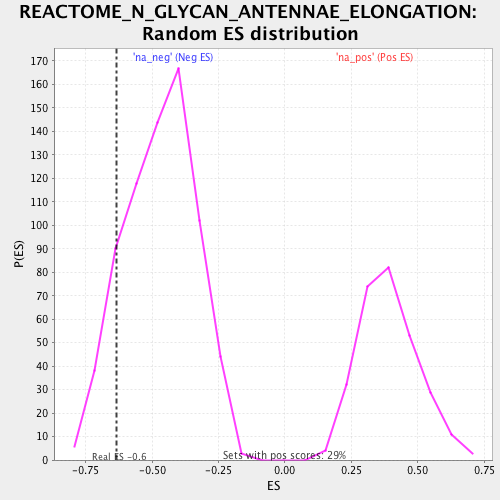 REACTOME_N_GLYCAN_ANTENNAE_ELONGATION:
Random ES distribution
'na_neg' (Neg ES) 'na_pos' (Pos ES)
170
160
150
140
130
120
110
100
90
80
70
60
50
40
30
20
10
0
P(ES)
Real ES -0.6 Sets with pos scores: 29%
-0.75 -0.50 -0.25 0.00 0.25 0.50 0.75
ES